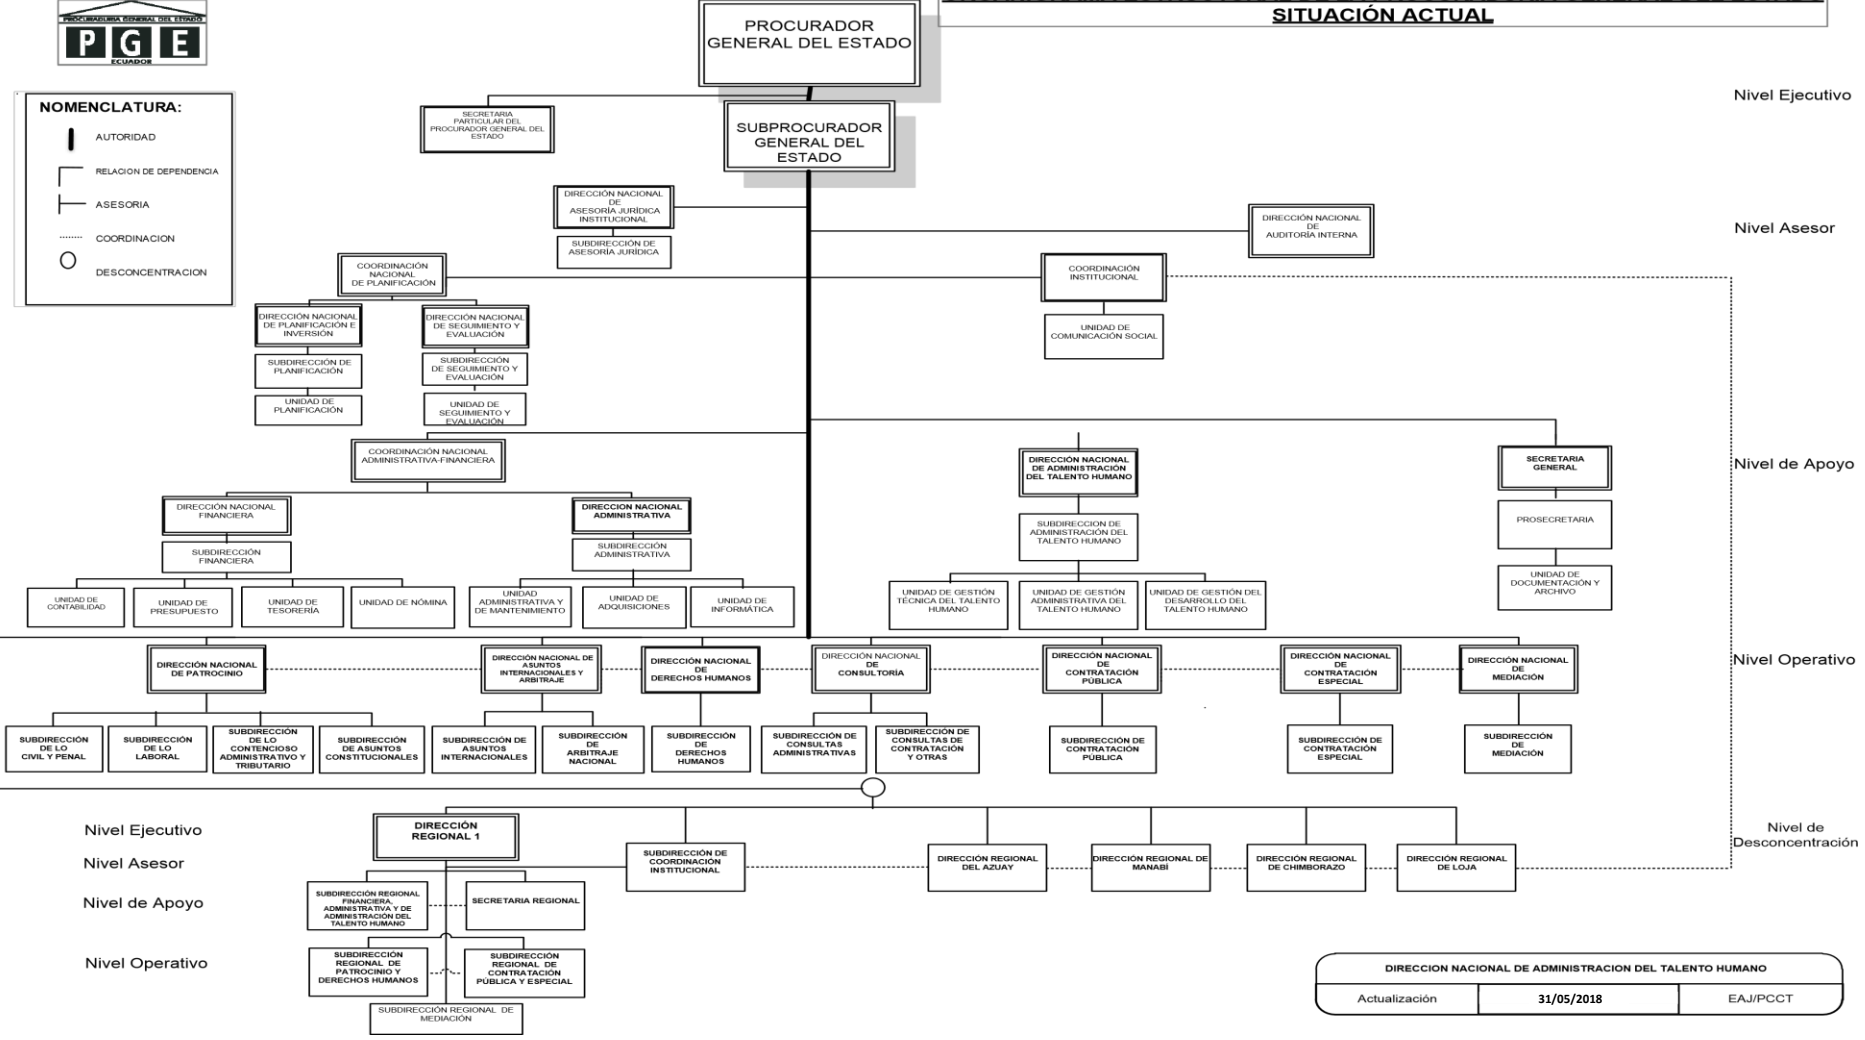 PROCURADURIA GENERAL DEL ESTADO
P G E
ECUADOR
SITUACIÓN ACTUAL
PROCURADOR
GENERAL DEL ESTADO
NOMENCLATURA:
AUTORIDAD
RELACION DE DEPENDENCIA
ASESORIA
COORDINACION
DESCONCENTRACION
Nivel Ejecutivo
SECRETARIA
PARTICULAR DEL
PROCURADOR GENERAL DEL
ESTADO
SUBPROCURADOR
GENERAL DEL
ESTADO
DIRECCIÓN NACIONAL
DE
ASESORÍA JURÍDICA
INSTITUCIONAL
SUBDIRECCIÓN DE
ASESORÍA JURÍDICA
DIRECCIÓN NACIONAL
DE
AUDITORÍA INTERNA
Nivel Asesor
COORDINACIÓN
NACIONAL
DE PLANIFICACIÓN
COORDINACIÓN
INSTITUCIONAL
DIRECCIÓN NACIONAL
DE PLANIFICACIÓN E
INVERSIÓN
DIRECCIÓN NACIONAL
DE SEGUIMIENTO Y
EVALUACIÓN
UNIDAD DE
COMUNICACIÓN SOCIAL
SUBDIRECCIÓN DE
PLANIFICACIÓN
SUBDIRECCIÓN
DE SEGUIMIENTO Y
EVALUACIÓN
UNIDAD DE
PLANIFICACIÓN
UNIDAD DE
SEGUIMIENTO Y
EVALUACIÓN
COORDINACIÓN NACIONAL
ADMINISTRATIVA-FINANCIERA
DIRECCIÓN NACIONAL
DE ADMINISTRACIÓN
DEL TALENTO HUMANO
SECRETARIA
GENERAL
Nivel de Apoyo
DIRECCIÓN NACIONAL
FINANCIERA
DIRECCION NACIONAL
ADMINISTRATIVA
SUBDIRECCION DE
ADMINISTRACIÓN DEL
TALENTO HUMANO
PROSECRETARIA
SUBDIRECCIÓN
FINANCIERA
SUBDIRECCIÓN
ADMINISTRATIVA
UNIDAD DE
DOCUMENTACIÓN Y
ARCHIVO
UNIDAD DE
CONTABILIDAD
UNIDAD DE
PRESUPUESTO
UNIDAD DE
TESORERÍA
UNIDAD DE NÓMINA
UNIDAD
ADMINISTRATIVA Y
DE MANTENIMIENTO
UNIDAD DE
ADQUISICIONES
UNIDAD DE
INFORMÁTICA
UNIDAD DE GESTIÓN
TÉCNICA DEL TALENTO
HUMANO
UNIDAD DE GESTIÓN
ADMINISTRATIVA DEL
TALENTO HUMANO
UNIDAD DE GESTIÓN DEL
DESARROLLO DEL
TALENTO HUMANO
DIRECCIÓN NACIONAL
DE PATROCINIO
DIRECCIÓN NACIONAL DE
ASUNTOS
INTERNACIONALES Y
ARBITRAJE
DIRECCIÓN NACIONAL
DE
DERECHOS HUMANOS
DIRECCIÓN NACIONAL
DE
CONSULTORÍA
DIRECCIÓN NACIONAL
DE
CONTRATACIÓN
PÚBLICA
DIRECCIÓN NACIONAL
DE
CONTRATACIÓN
ESPECIAL
DIRECCIÓN NACIONAL
DE
MEDIACIÓN
Nivel Operativo
SUBDIRECCIÓN
DE LO
CIVIL Y PENAL
SUBDIRECCIÓN
DE LO
LABORAL
SUBDIRECCIÓN
DE LO
CONTENCIOSO
ADMINISTRATIVO Y
TRIBUTARIO
SUBDIRECCIÓN
DE ASUNTOS
CONSTITUCIONALES
SUBDIRECCIÓN DE
ASUNTOS
INTERNACIONALES
SUBDIRECCIÓN
DE
ARBITRAJE
NACIONAL
SUBDIRECCIÓN
DE
DERECHOS
HUMANOS
SUBDIRECCIÓN DE
CONSULTAS
ADMINISTRATIVAS
SUBDIRECCIÓN DE
CONSULTAS DE
CONTRATACIÓN
Y OTRAS
SUBDIRECCIÓN DE
CONTRATACIÓN
PÚBLICA
SUBDIRECCIÓN DE
CONTRATACIÓN
ESPECIAL
SUBDIRECCIÓN
DE
MEDIACIÓN
Nivel Ejecutivo
DIRECCIÓN
REGIONAL 1
Nivel de
Desconcentración
Nivel Asesor
SUBDIRECCIÓN DE
COORDINACIÓN
INSTITUCIONAL
DIRECCIÓN REGIONAL
DEL AZUAY
DIRECCIÓN REGIONAL DE
MANABÍ
DIRECCIÓN REGIONAL
DE CHIMBORAZO
DIRECCIÓN REGIONAL
DE LOJA
Nivel de Apoyo
SUBDIRECCIÓN REGIONAL
FINANCIERA,
ADMINISTRATIVA Y DE
ADMINISTRACIÓN DEL
TALENTO HUMANO
SECRETARIA REGIONAL
Nivel Operativo
SUBDIRECCIÓN
REGIONAL DE
PATROCINIO Y
DERECHOS HUMANOS
SUBDIRECCIÓN
REGIONAL DE
CONTRATACIÓN
PÚBLICA Y ESPECIAL
SUBDIRECCIÓN REGIONAL DE
MEDIACIÓN
DIRECCION NACIONAL DE ADMINISTRACION DEL TALENTO HUMANO
Actualización 31/05/2018 EAJ/PCCT